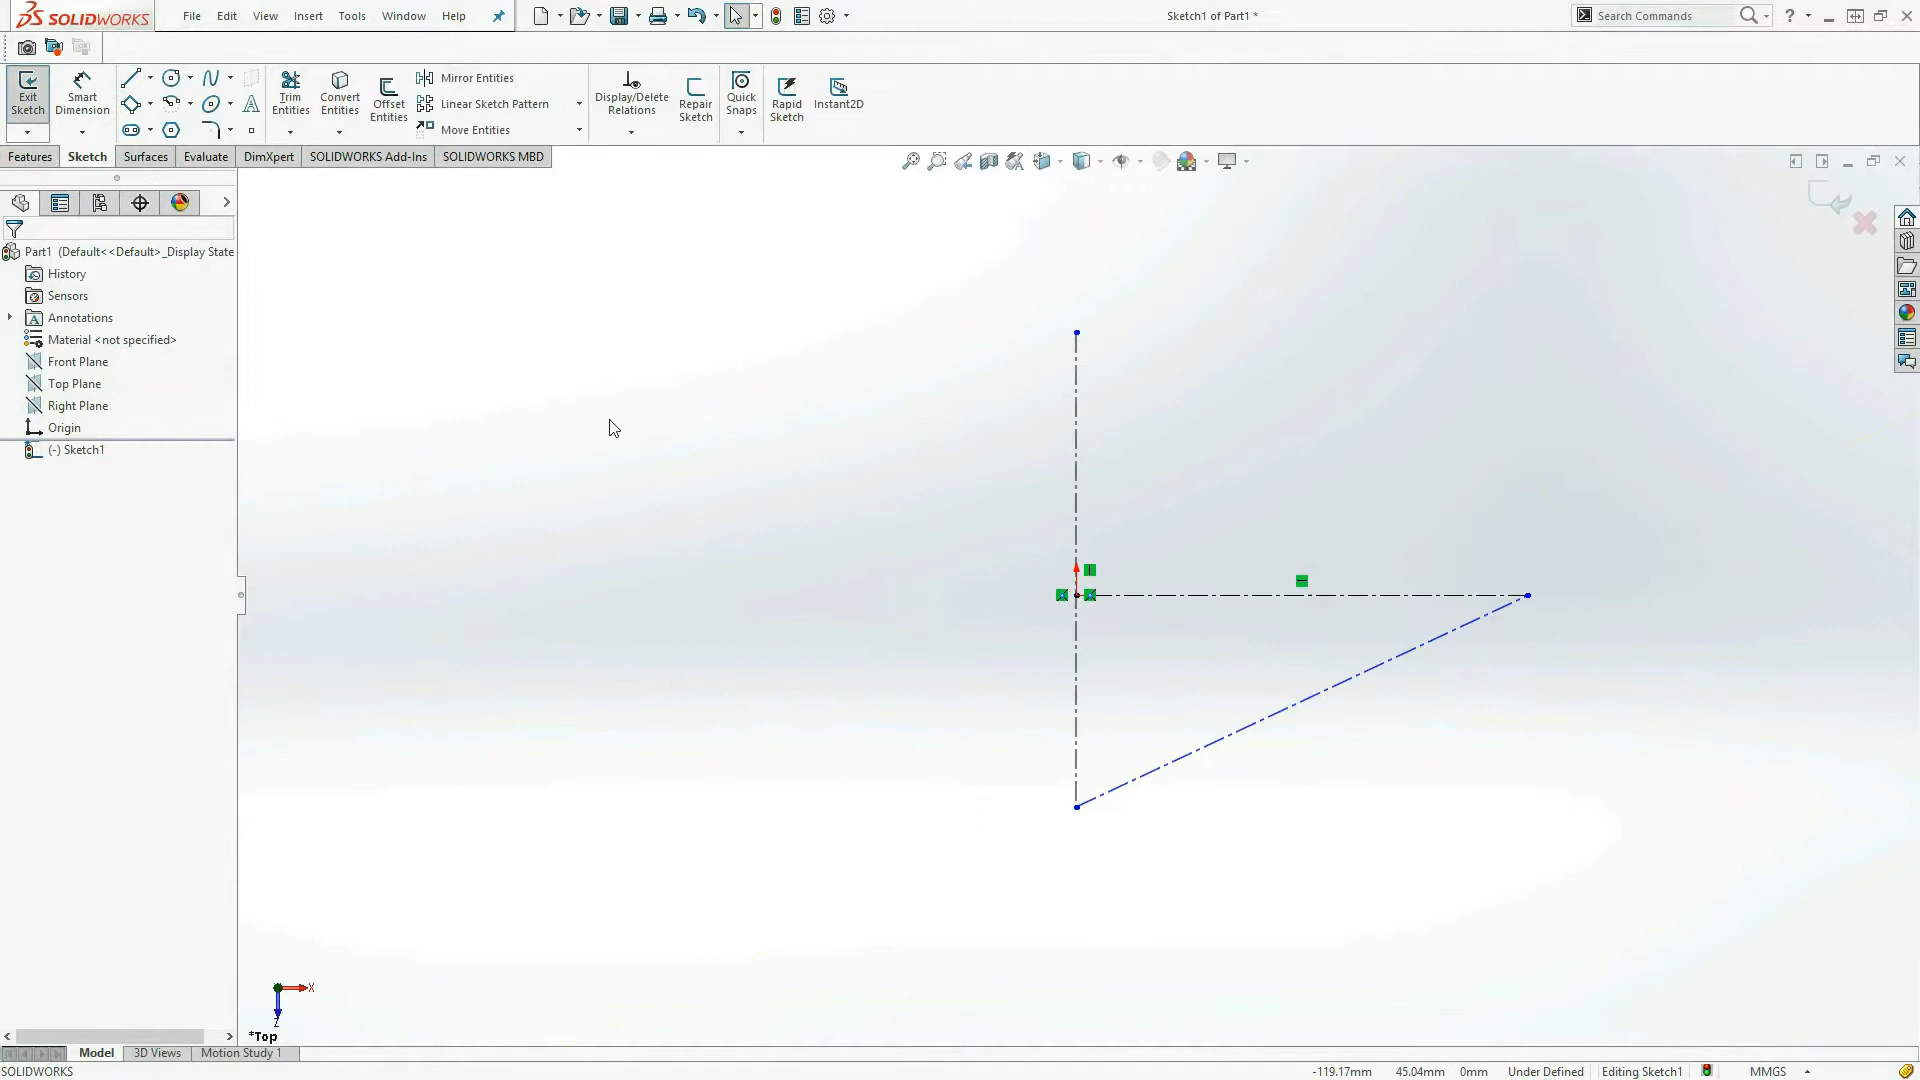 SOLIDWORKS File Edit View Insert Tools Window Help Sketch1 of Part1 * Search Commands ?
Exit Sketch
Smart Dimension
Trim Entities
Convert Entities
Offset Entities
Mirror Entities
Linear Sketch Pattern
Move Entities
Display/Delete Relations
Repair Sketch
Quick Snaps
Rapid Sketch
Instant2D
Features Sketch Surfaces Evaluate DimXpert SOLIDWORKS Add-Ins SOLIDWORKS MBD
Part1 (Default<<Default>_Display State
History
Sensors
Annotations
Material <not specified>
Front Plane
Top Plane
Right Plane
Origin
(-) Sketch1
X
Z
*Top
Model 3D Views Motion Study 1
SOLIDWORKS -119.17mm 45.04mm 0mm Under Defined Editing Sketch1 MMGS